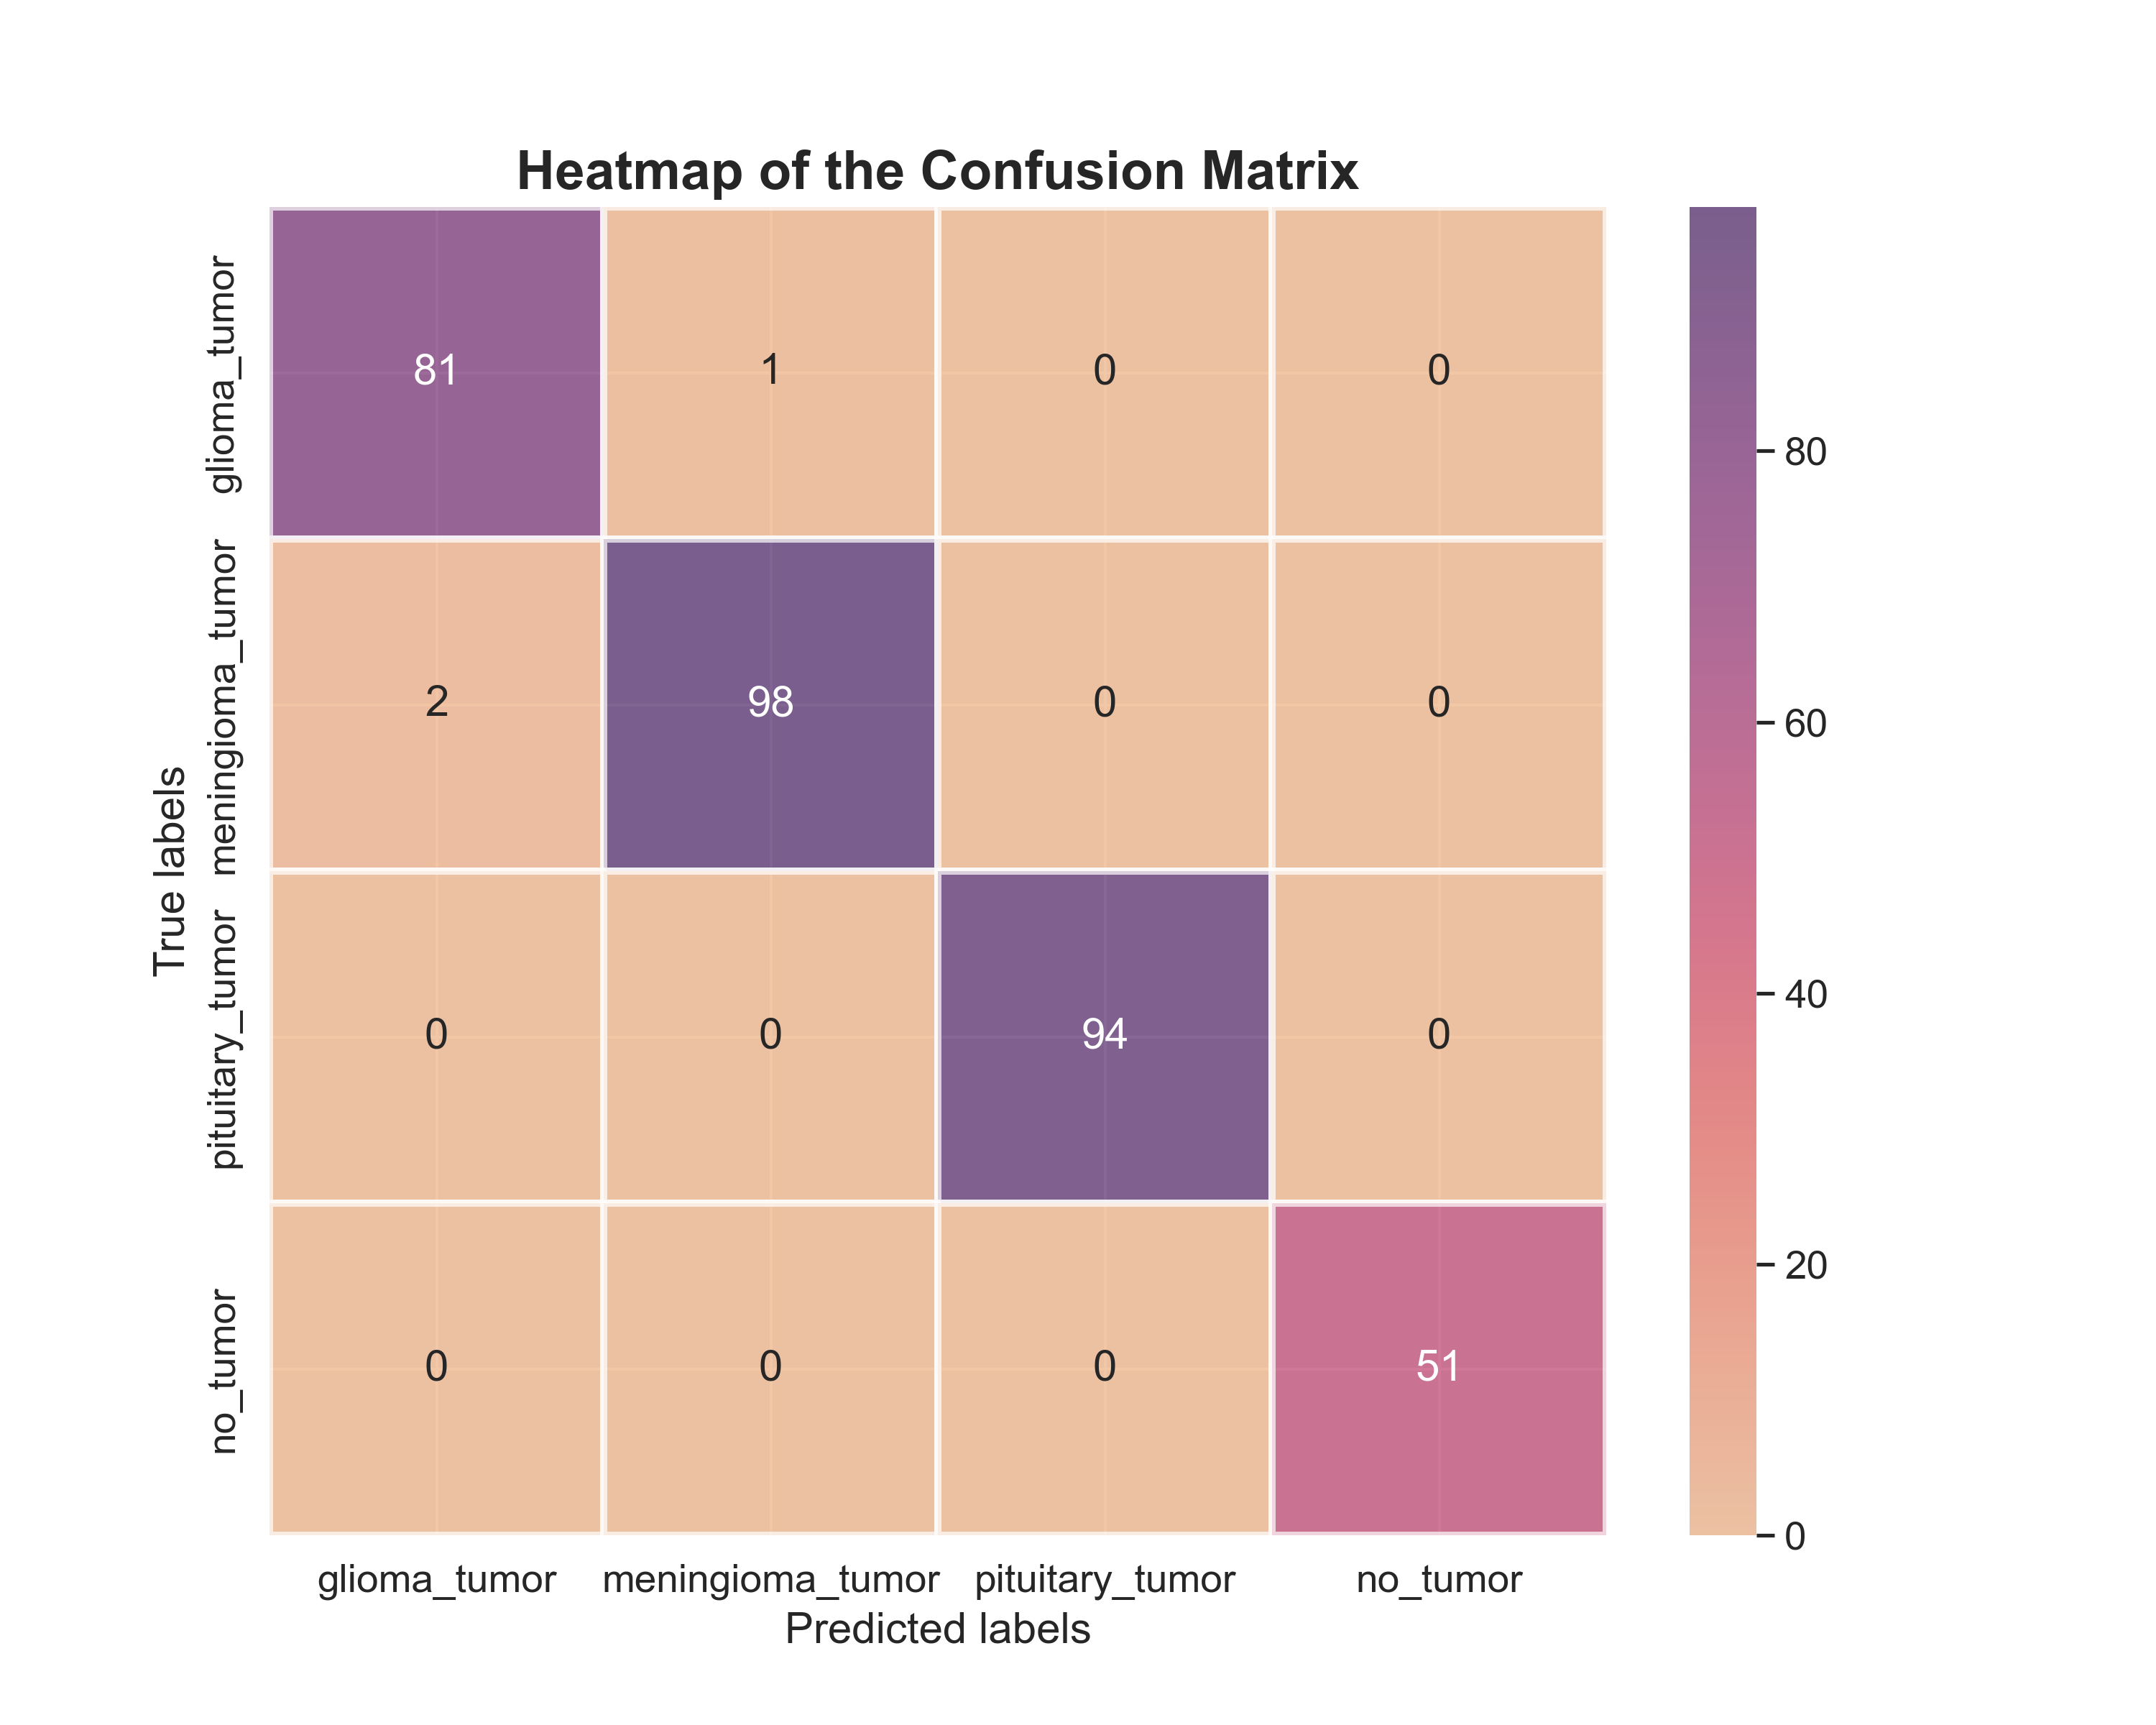 Heatmap of the Confusion Matrix
True labels
glioma_tumor
81
1
0
0
80
meningioma_tumor
2
98
0
0
60
pituitary_tumor
0
0
94
0
40
no_tumor
0
0
0
51
20
0
glioma_tumor meningioma_tumor pituitary_tumor no_tumor
Predicted labels